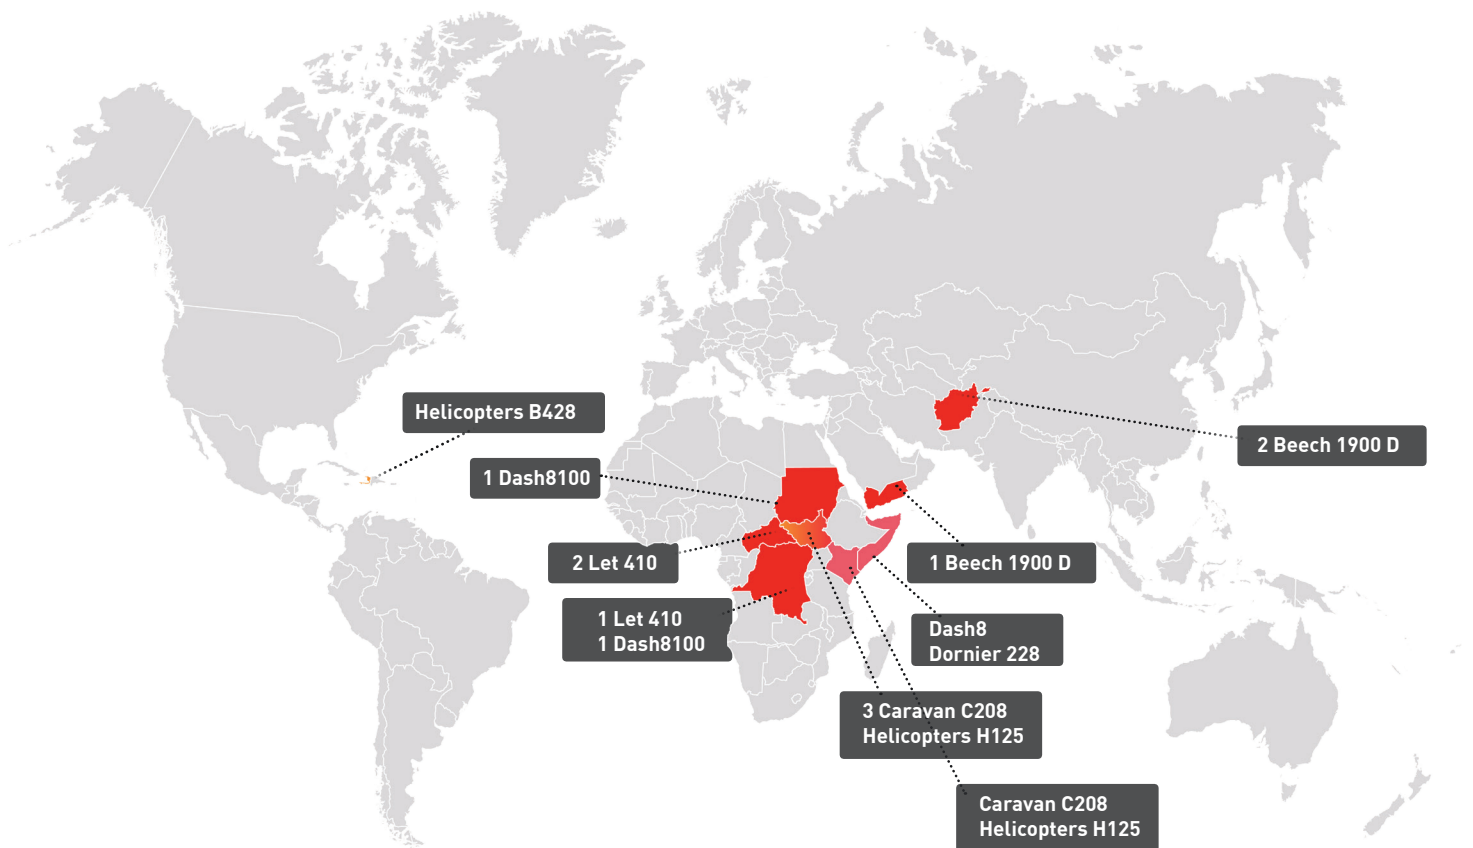 Helicopters B428
2 Beech 1900 D
1 Dash8100
2 Let 410
1 Beech 1900 D
1 Let 410
1 Dash8100
Dash8
Dornier 228
3 Caravan C208
Helicopters H125
Caravan C208
Helicopters H125